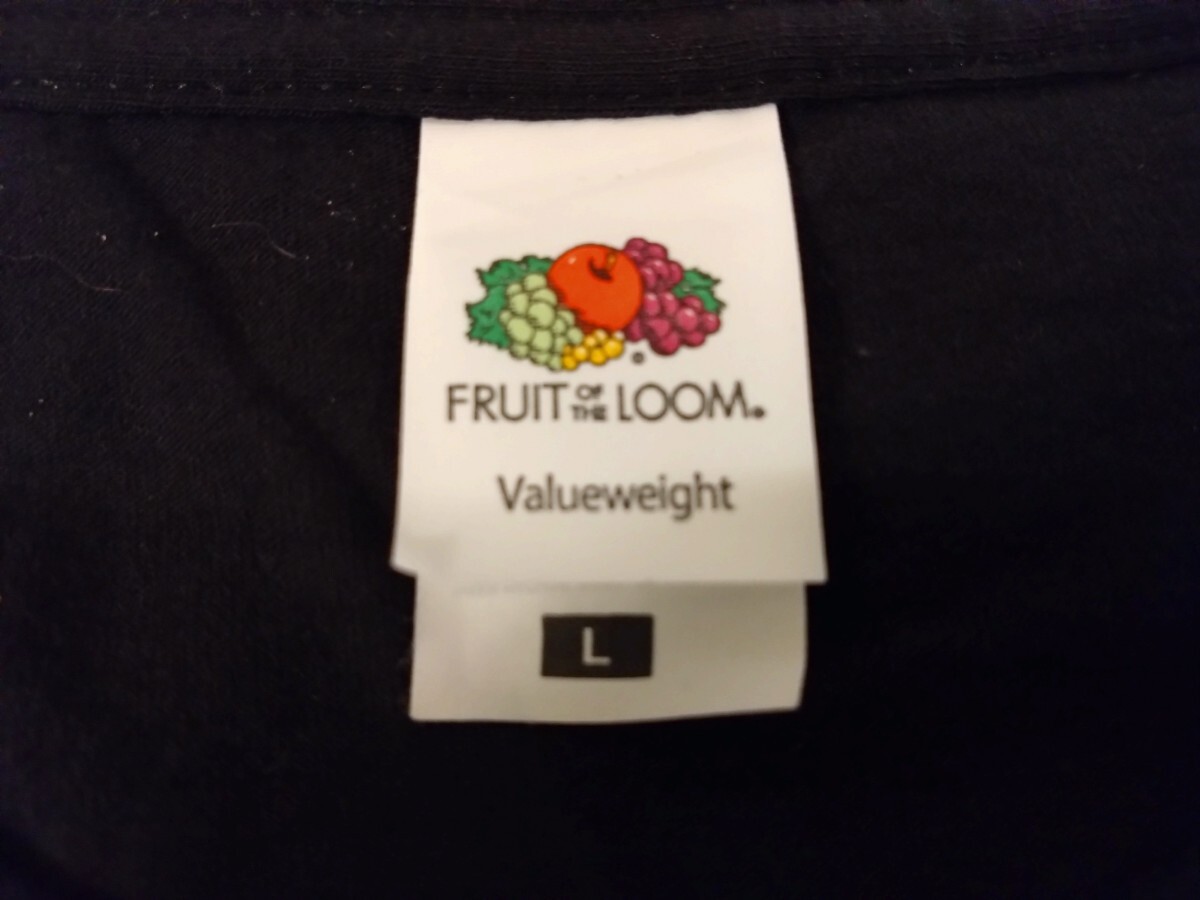 FRUIT OF THE LOOM.
Valueweight
L